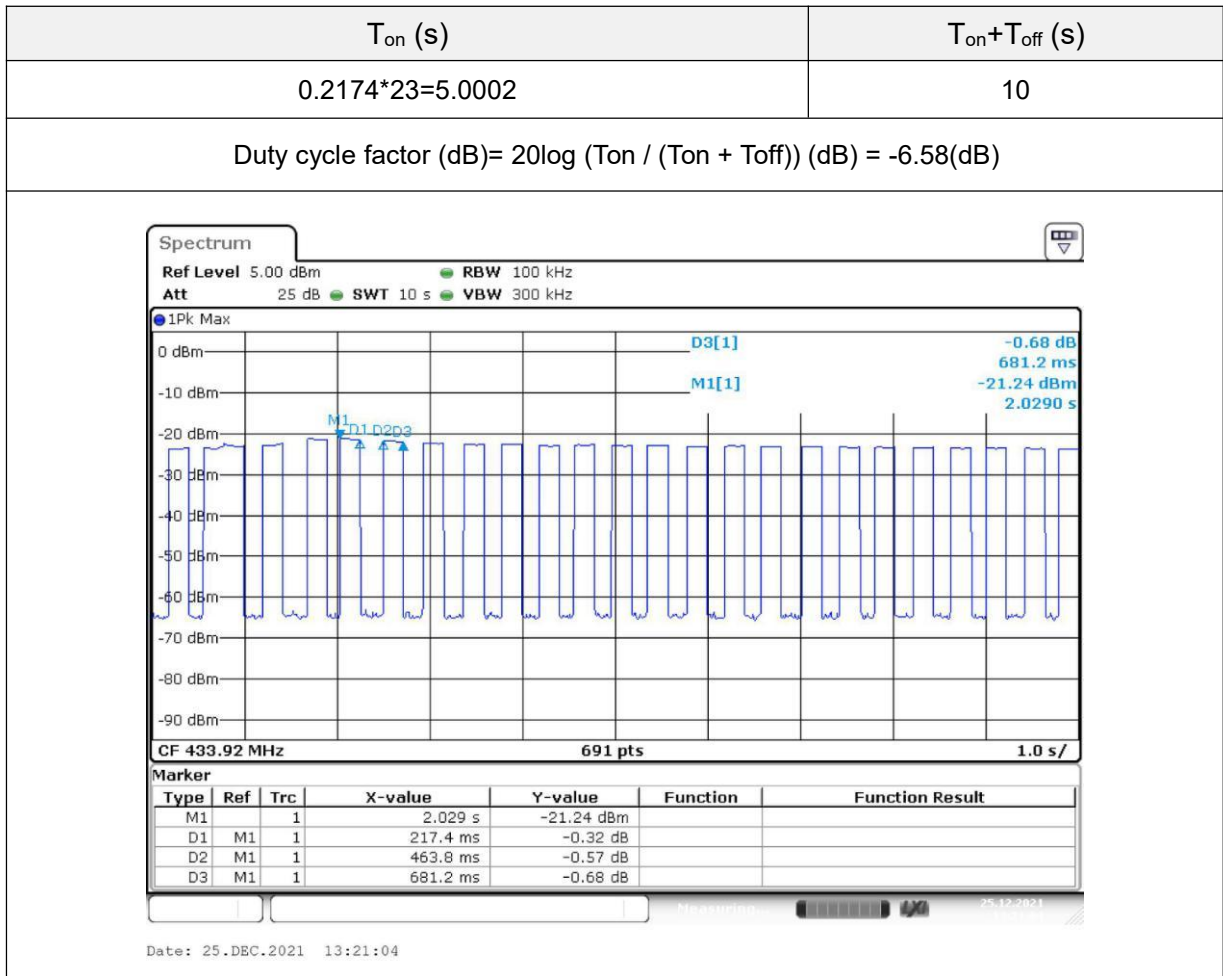 Ton (s) Ton+Toff (s)
0.2174*23=5.0002 10
Duty cycle factor (dB)= 20log (Ton / (Ton + Toff)) (dB) = -6.58(dB)
Spectrum
Ref Level 5.00 dBm RBW 100 kHz
Att 25 dB SWT 10 s VBW 300 kHz
1Pk Max
D3[1] -0.68 dB
0 dBm
681.2 ms
M1[1] -21.24 dBm
-10 dBm
2.0290 s
M1 D1 D2 D3
-20 dBm
-30 dBm
-40 dBm
-50 dBm
-60 dBm
-70 dBm
-80 dBm
-90 dBm
CF 433.92 MHz 691 pts 1.0 s/
Marker
Type Ref Trc X-value Y-value Function Function Result
M1 1 2.029 s -21.24 dBm
D1 M1 1 217.4 ms -0.32 dB
D2 M1 1 463.8 ms -0.57 dB
D3 M1 1 681.2 ms -0.68 dB
Measuring... LXI 25.12.2021
Date: 25.DEC.2021 13:21:04